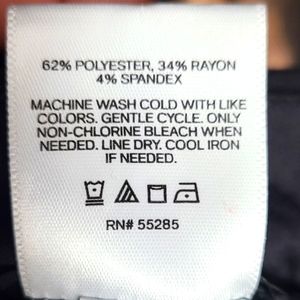 62% POLYESTER, 34% RAYON
4% SPANDEX
MACHINE WASH COLD WITH LIKE
COLORS. GENTLE CYCLE. ONLY
NON-CHLORINE BLEACH WHEN
NEEDED. LINE DRY. COOL IRON
IF NEEDED.
RN# 55285